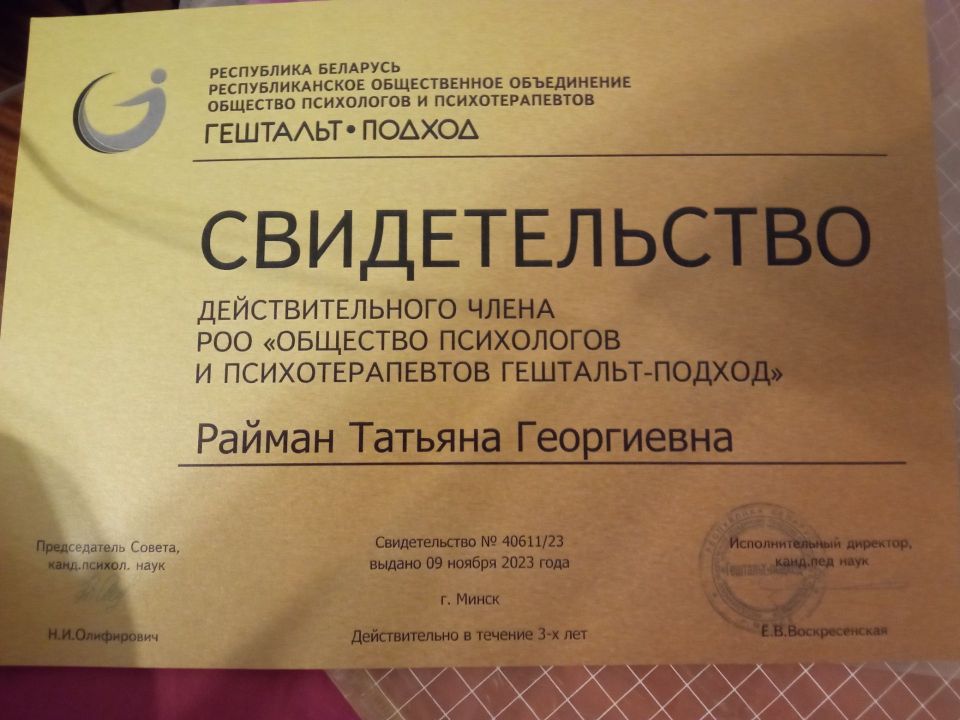 РЕСПУБЛИКА БЕЛАРУСЬ
РЕСПУБЛИКАНСКОЕ ОБЩЕСТВЕННОЕ ОБЪЕДИНЕНИЕ
ОБЩЕСТВО ПСИХОЛОГОВ И ПСИХОТЕРАПЕВТОВ
ГЕШТАЛЬТ•ПОДХОД
СВИДЕТЕЛЬСТВО
ДЕЙСТВИТЕЛЬНОГО ЧЛЕНА
РОО «ОБЩЕСТВО ПСИХОЛОГОВ
И ПСИХОТЕРАПЕВТОВ ГЕШТАЛЬТ-ПОДХОД»
Райман Татьяна Георгиевна
Председатель Совета,
канд.психол. наук
Н.И.Олифирович
Свидетельство № 40611/23
выдано 09 ноября 2023 года
г. Минск
Действительно в течение 3-х лет
Исполнительный директор,
канд.пед наук
Е.В.Воскресенская
РЕСПУБЛИКА БЕЛАРУСЬ